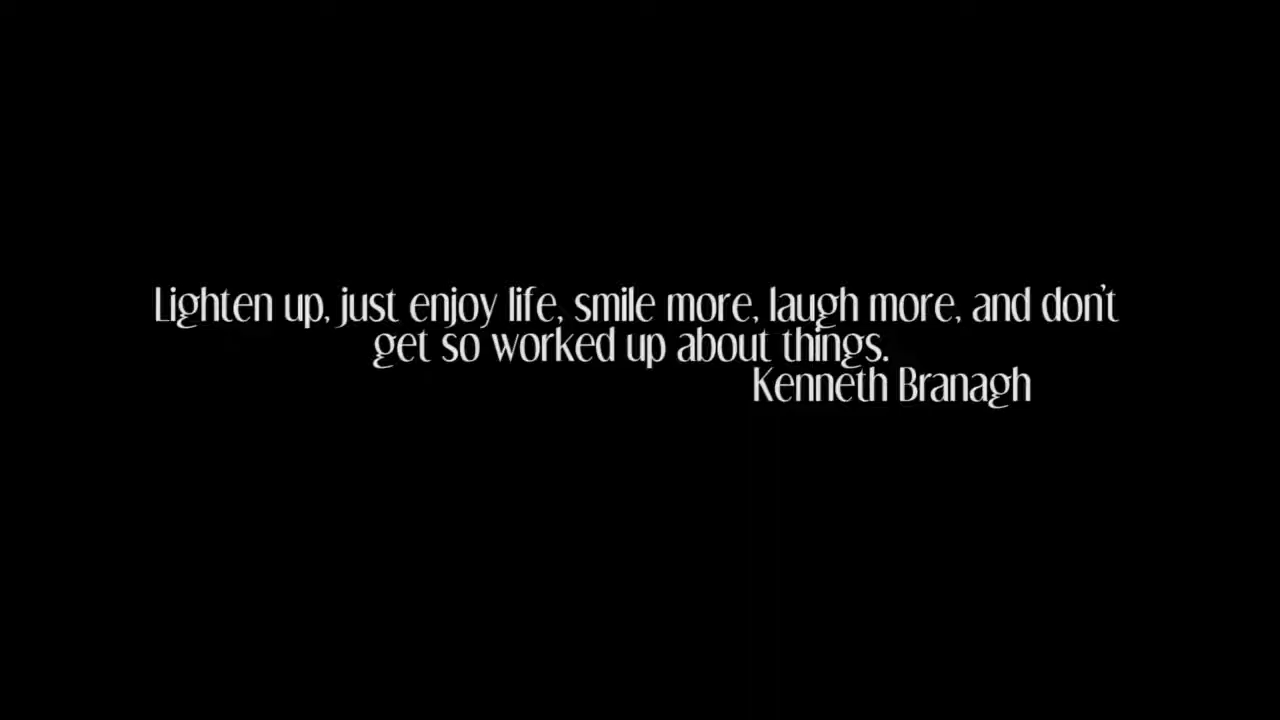 Lighten up, just enjoy life, smile more, laugh more, and don't
get so worked up about things.
Kenneth Branagh